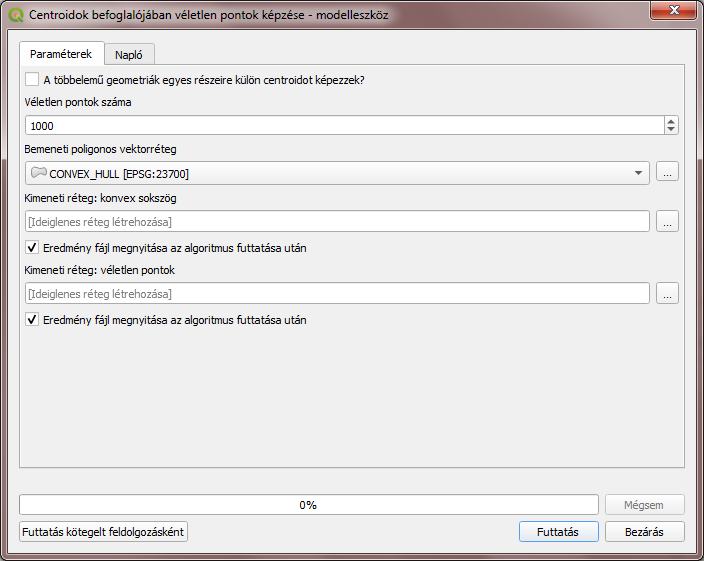 Centroidok befoglalójában véletlen pontok képzése - modelleszköz
Paraméterek
Napló
A többelemű geometriák egyes részeire külön centroidot képezzek?
Véletlen pontok száma
1000
Bemeneti poligonos vektorréteg
CONVEX_HULL [EPSG:23700]
...
Kimeneti réteg: konvex sokszög
[Ideiglenes réteg létrehozása]
...
Eredmény fájl megnyitása az algoritmus futtatása után
Kimeneti réteg: véletlen pontok
[Ideiglenes réteg létrehozása]
...
Eredmény fájl megnyitása az algoritmus futtatása után
0%
Mégsem
Futtatás kötegelt feldolgozásként
Futtatás
Bezárás